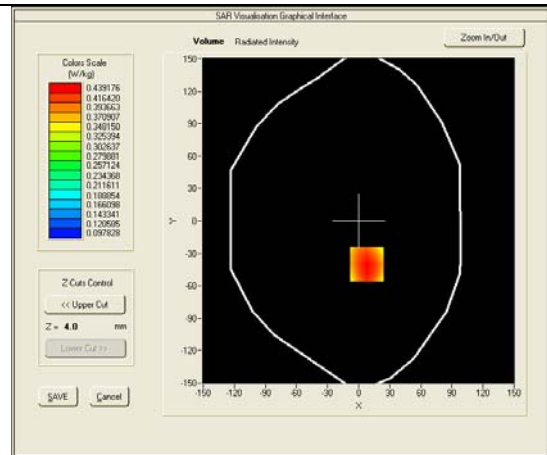 SAR Visualisation Graphical Interface
Volume Radiated Intensity
Zoom In/Out
Colors Scale
(W/kg)
0.439176
0.416420
0.393663
0.370907
0.348150
0.325394
0.302637
0.279881
0.257124
0.234368
0.211611
0.188854
0.166098
0.143341
0.120585
0.097828
Z Cuts Control
<< Upper Cut
Z = 4.0 mm
Lower Cut >>
SAVE
Cancel
Y
150
120
90
60
30
0
-30
-60
-90
-120
-150
-150 -120 -90 -60 -30 0 30 60 90 120 150
X